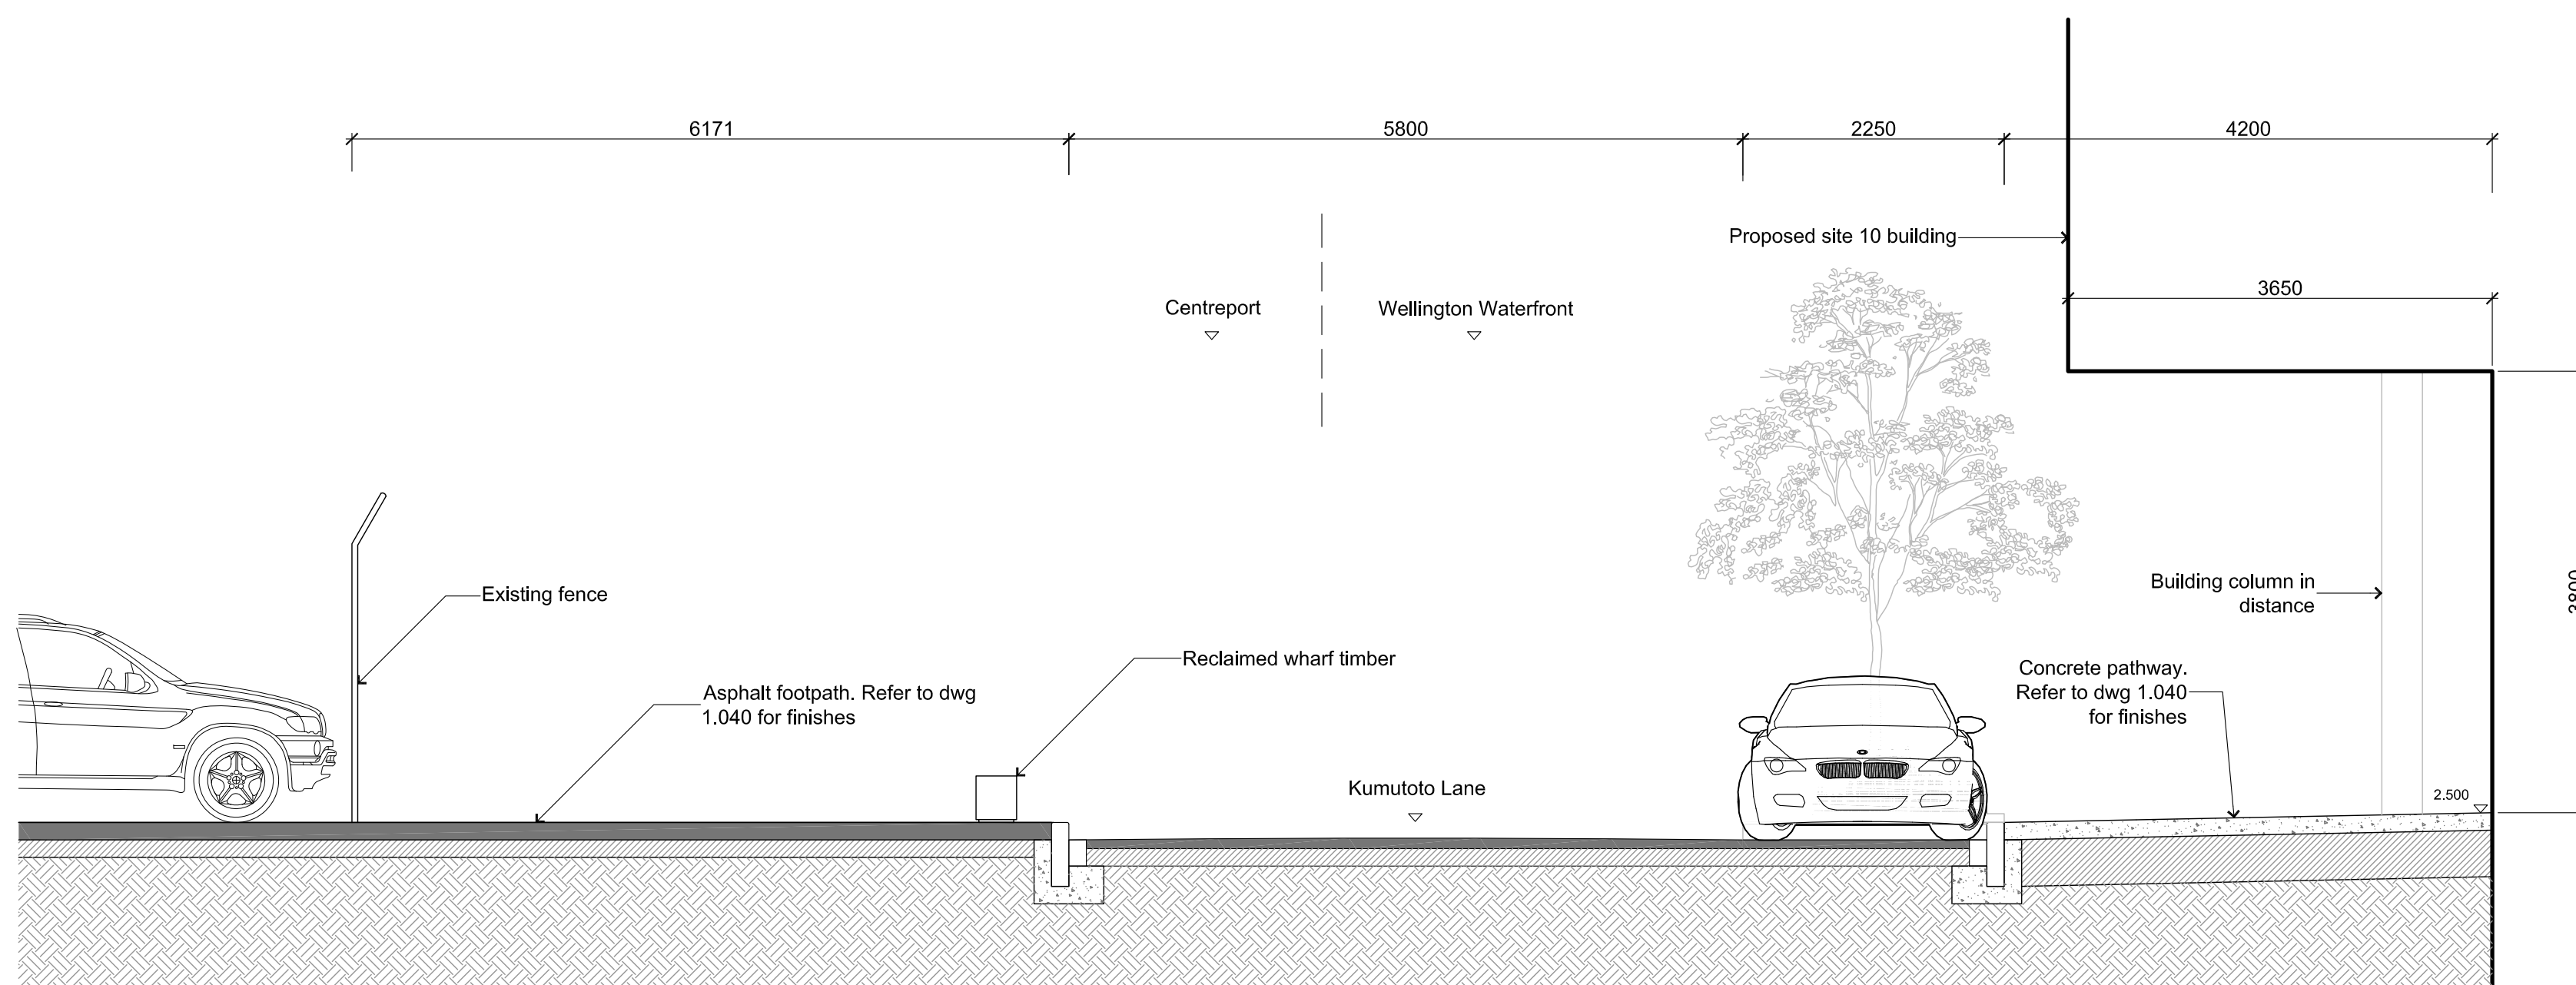 6171
5800
2250
4200
Proposed site 10 building
3650
Centreport
Wellington Waterfront
Existing fence
Building column in
distance
3800
Reclaimed wharf timber
Asphalt footpath. Refer to dwg
1.040 for finishes
Concrete pathway.
Refer to dwg 1.040
for finishes
Kumutoto Lane
2.500